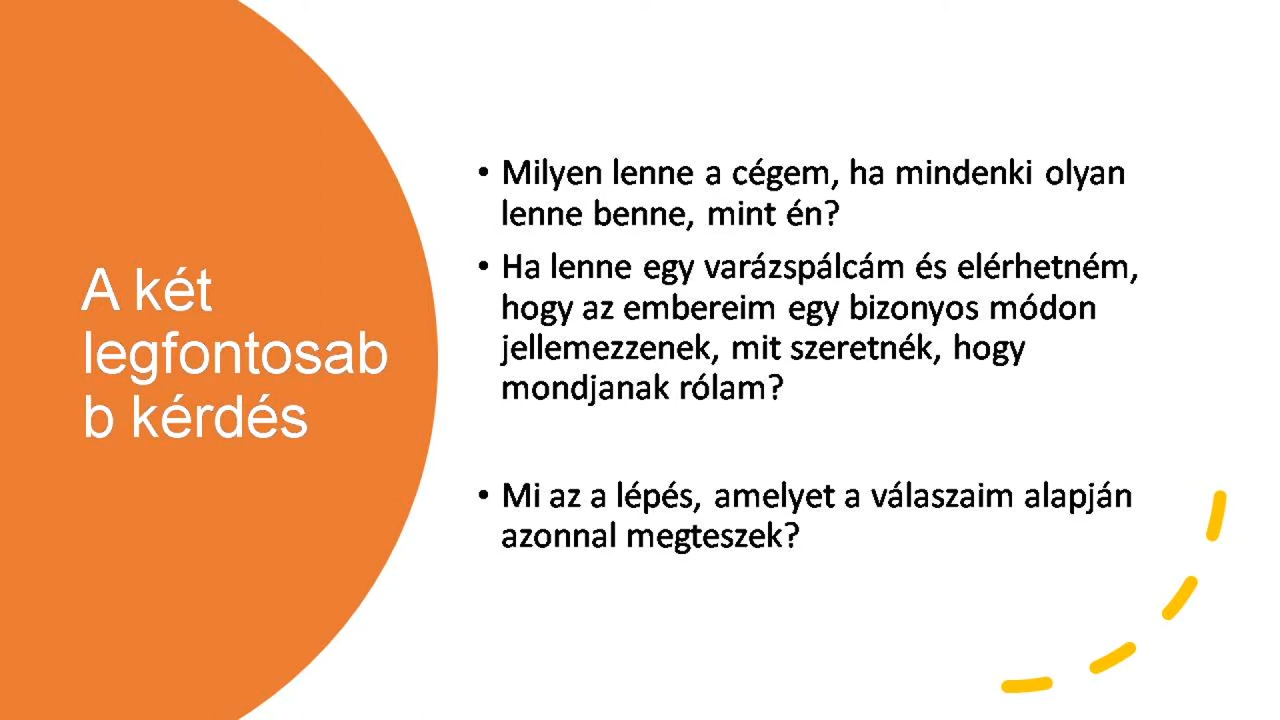 A két
legfontosab
b kérdés
• Milyen lenne a cégem, ha mindenki olyan
lenne benne, mint én?
• Ha lenne egy varázspálcám és elérhetném,
hogy az embereim egy bizonyos módon
jellemezzenek, mit szeretnék, hogy
mondjanak rólam?
• Mi az a lépés, amelyet a válaszaim alapján
azonnal megteszek?